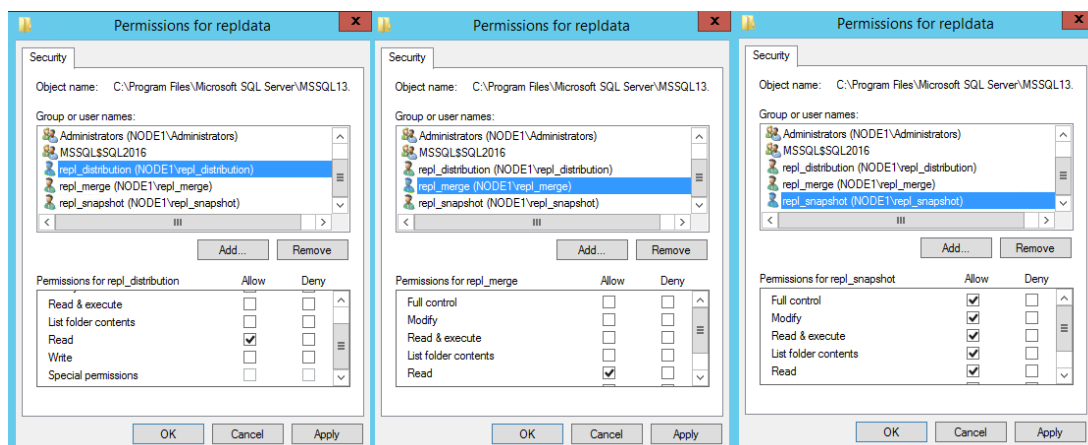 Permissions for repldata
x
Security
Object name: C:\Program Files\Microsoft SQL Server\MSSQL13.
Group or user names:
Administrators (NODE1\Administrators)
MSSQL$SQL2016
repl_distribution (NODE1\repl_distribution)
repl_merge (NODE1\repl_merge)
repl_snapshot (NODE1\repl_snapshot)
Add... Remove
Permissions for repl_distribution Allow Deny
Read & execute
List folder contents
Read
Write
Special permissions
OK Cancel Apply
Permissions for repldata
x
Security
Object name: C:\Program Files\Microsoft SQL Server\MSSQL13.
Group or user names:
Administrators (NODE1\Administrators)
MSSQL$SQL2016
repl_distribution (NODE1\repl_distribution)
repl_merge (NODE1\repl_merge)
repl_snapshot (NODE1\repl_snapshot)
Add... Remove
Permissions for repl_merge Allow Deny
Full control
Modify
Read & execute
List folder contents
Read
OK Cancel Apply
Permissions for repldata
x
Security
Object name: C:\Program Files\Microsoft SQL Server\MSSQL13.
Group or user names:
Administrators (NODE1\Administrators)
MSSQL$SQL2016
repl_distribution (NODE1\repl_distribution)
repl_merge (NODE1\repl_merge)
repl_snapshot (NODE1\repl_snapshot)
Add... Remove
Permissions for repl_snapshot Allow Deny
Full control
Modify
Read & execute
List folder contents
Read
OK Cancel Apply